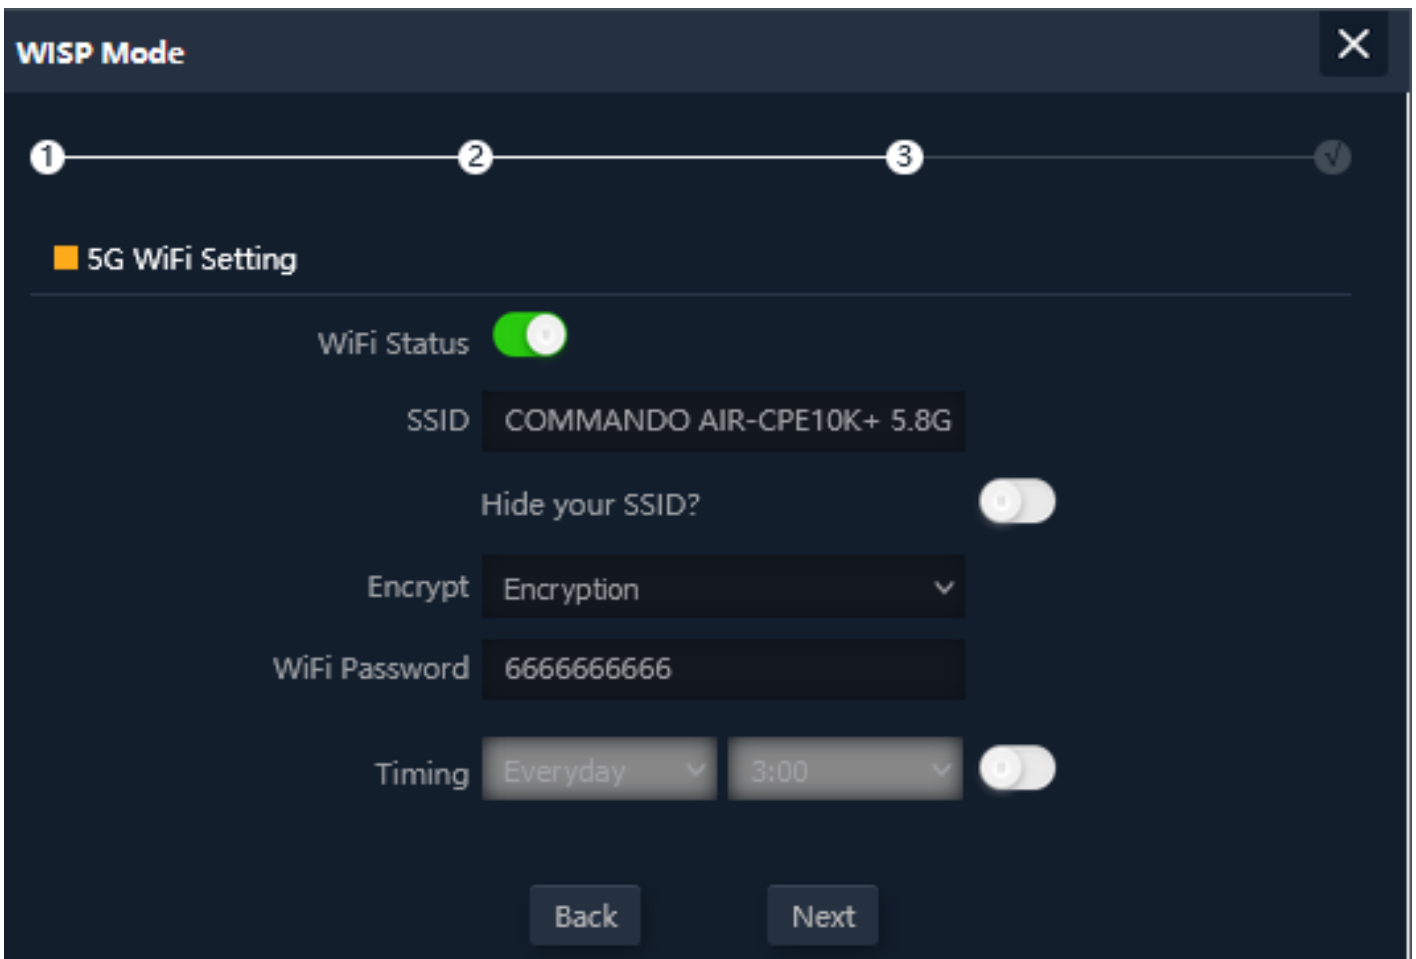 WISP Mode
1 2 3 √
5G WiFi Setting
WiFi Status
SSID COMMANDO AIR-CPE10K+ 5.8G
Hide your SSID?
Encrypt Encryption
WiFi Password 6666666666
Timing Everyday 3:00
Back Next